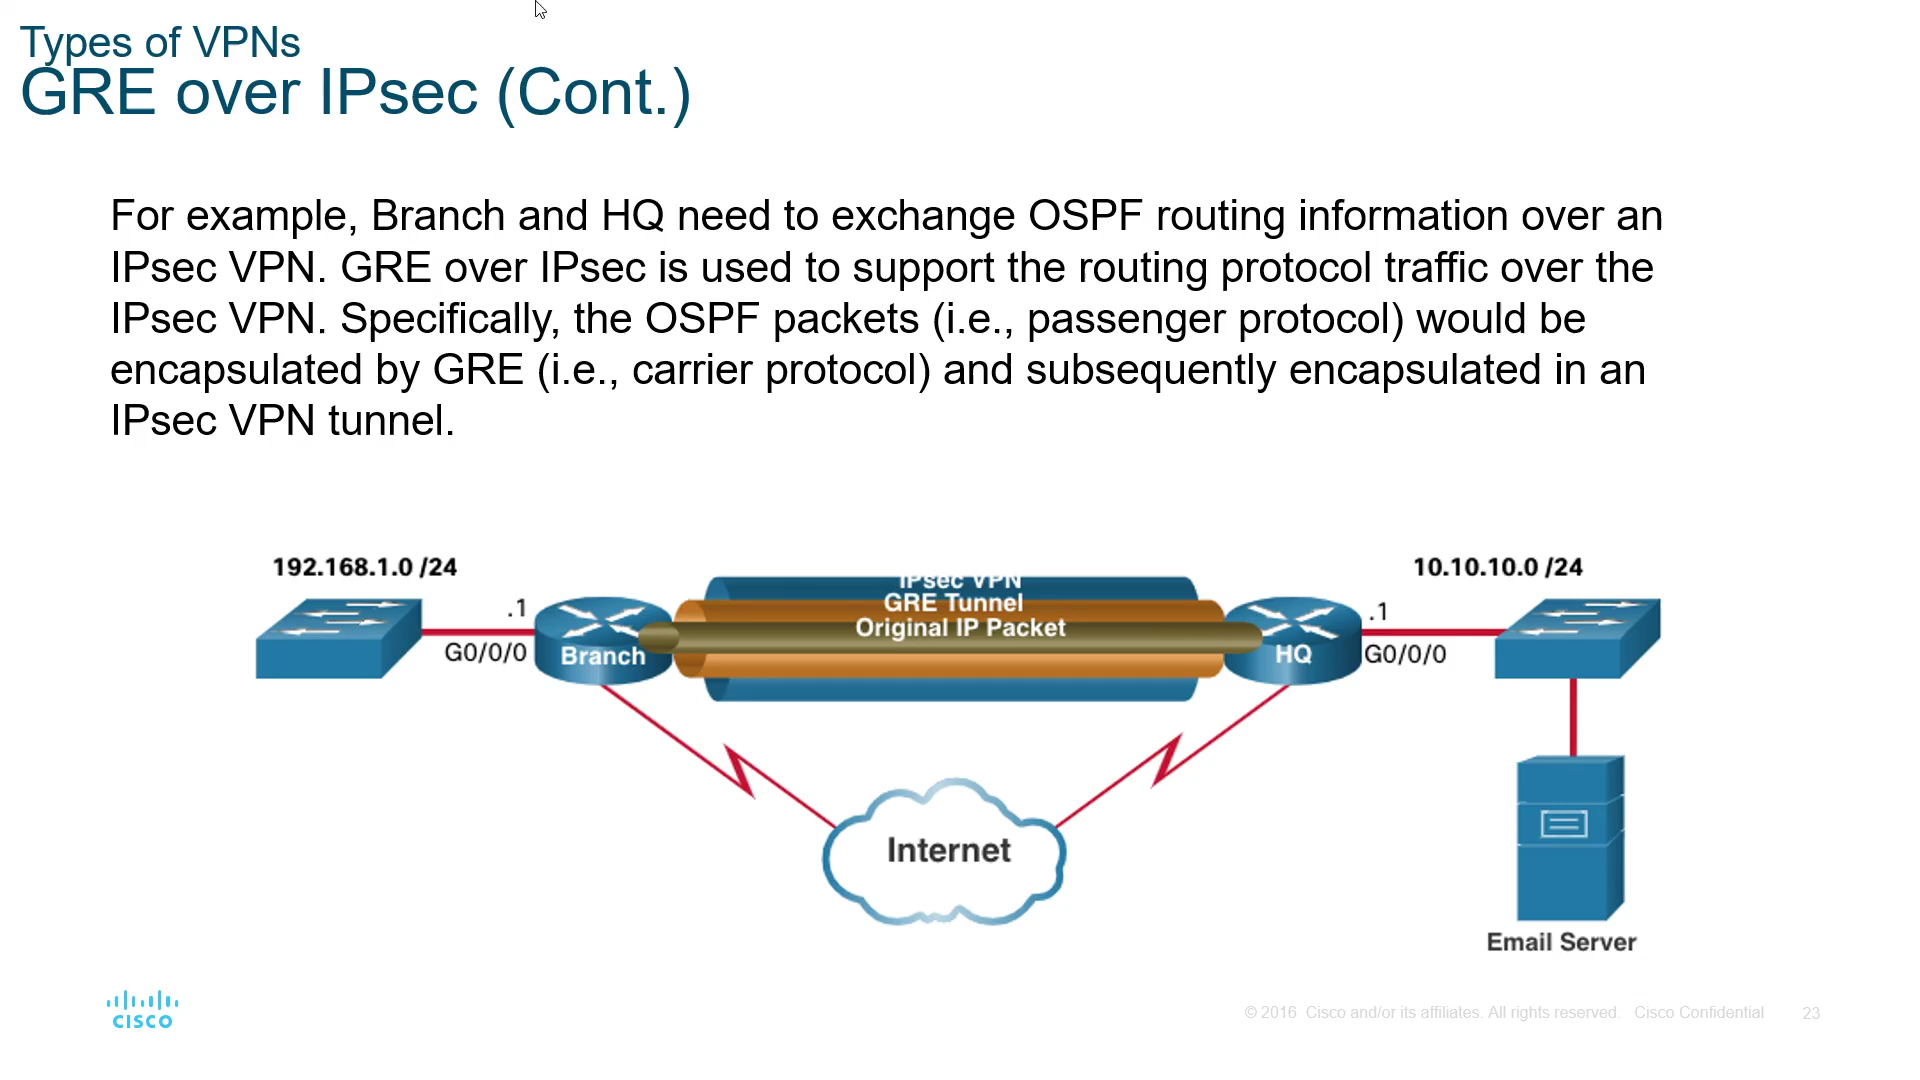 Types of VPNs
GRE over IPsec (Cont.)
For example, Branch and HQ need to exchange OSPF routing information over an
IPsec VPN. GRE over IPsec is used to support the routing protocol traffic over the
IPsec VPN. Specifically, the OSPF packets (i.e., passenger protocol) would be
encapsulated by GRE (i.e., carrier protocol) and subsequently encapsulated in an
IPsec VPN tunnel.
192.168.1.0 /24
10.10.10.0 /24
IPsec VPN
GRE Tunnel
Original IP Packet
.1
.1
G0/0/0
Branch
HQ
G0/0/0
Internet
Email Server
CISCO
© 2016 Cisco and/or its affiliates. All rights reserved. Cisco Confidential
23